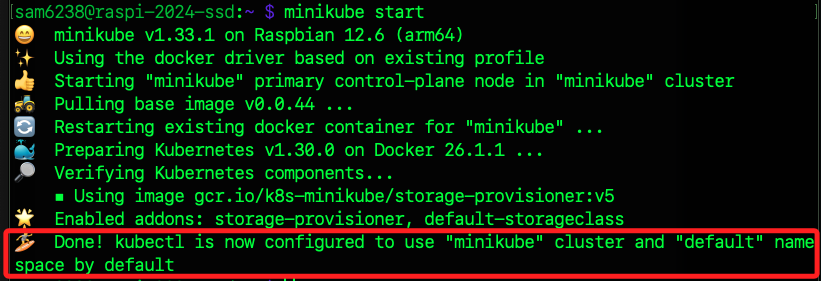 [sam6238@raspi-2024-ssd:~ $ minikube start
😄 minikube v1.33.1 on Raspbian 12.6 (arm64)
✨ Using the docker driver based on existing profile
👍 Starting "minikube" primary control-plane node in "minikube" cluster
🚜 Pulling base image v0.0.44 ...
🔄 Restarting existing docker container for "minikube" ...
🐳 Preparing Kubernetes v1.30.0 on Docker 26.1.1 ...
🔎 Verifying Kubernetes components...
▪ Using image gcr.io/k8s-minikube/storage-provisioner:v5
🌟 Enabled addons: storage-provisioner, default-storageclass
🏄 Done! kubectl is now configured to use "minikube" cluster and "default" name
space by default